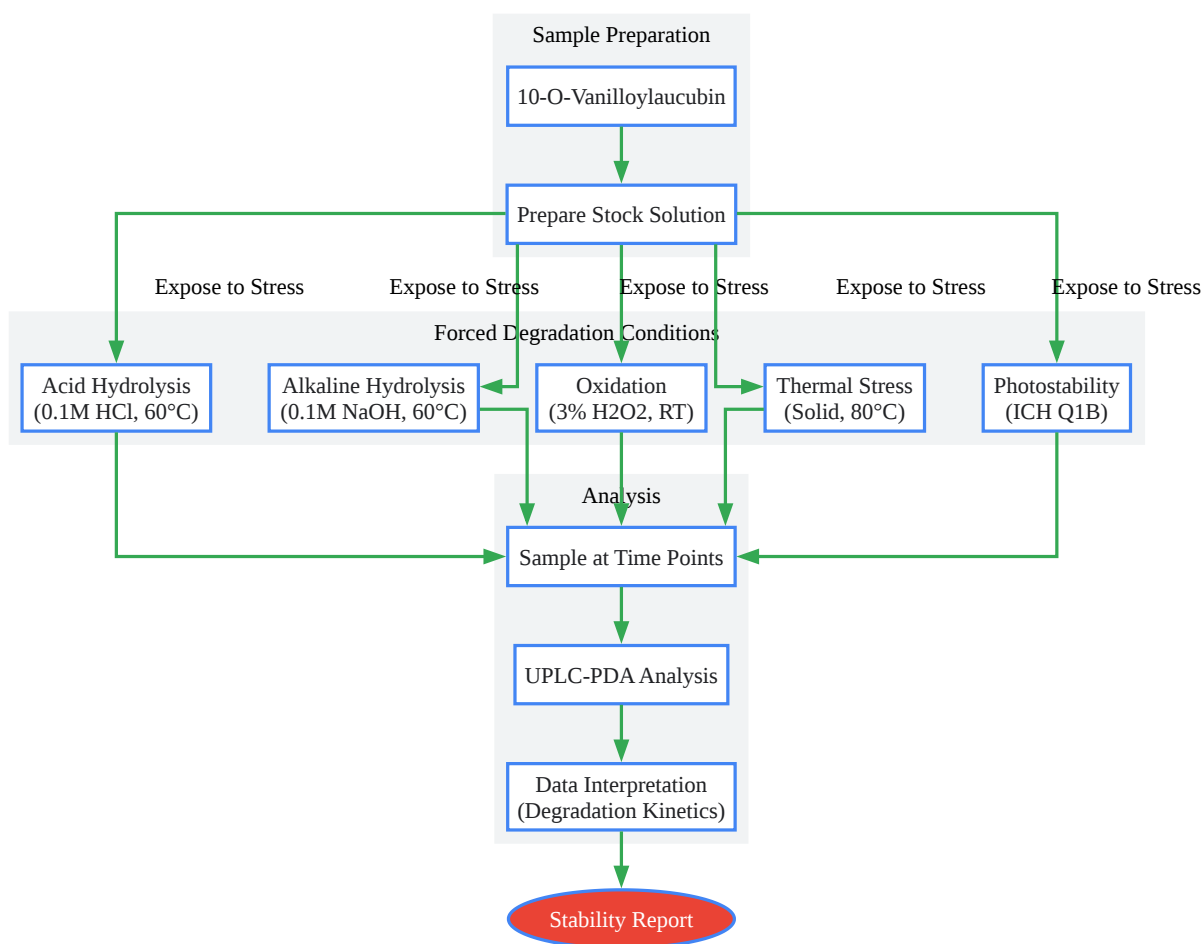 Sample Preparation
10-O-Vanilloylaucubin
Prepare Stock Solution
Expose to Stress
Expose to Stress
Expose to Stress
Expose to Stress
Expose to Stress
Forced Degradation Conditions
Acid Hydrolysis
(0.1M HCl, 60°C)
Alkaline Hydrolysis
(0.1M NaOH, 60°C)
Oxidation
(3% H2O2, RT)
Thermal Stress
(Solid, 80°C)
Photostability
(ICH Q1B)
Analysis
Sample at Time Points
UPLC-PDA Analysis
Data Interpretation
(Degradation Kinetics)
Stability Report